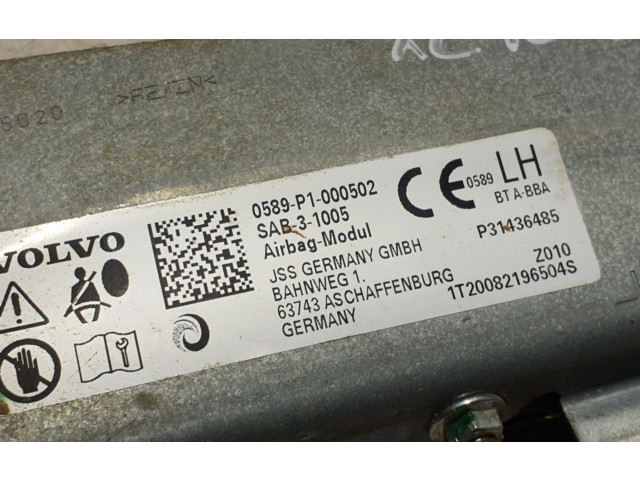 >FE/ZN<
VOLVO
0589-P1-000502
SAB-3-1005
Airbag-Modul
JSS GERMANY GMBH
BAHNWEG 1.
63743 ASCHAFFENBURG
GERMANY
CE 0589 LH
BT A-BBA
P31436485
Z010
1T20082196504S